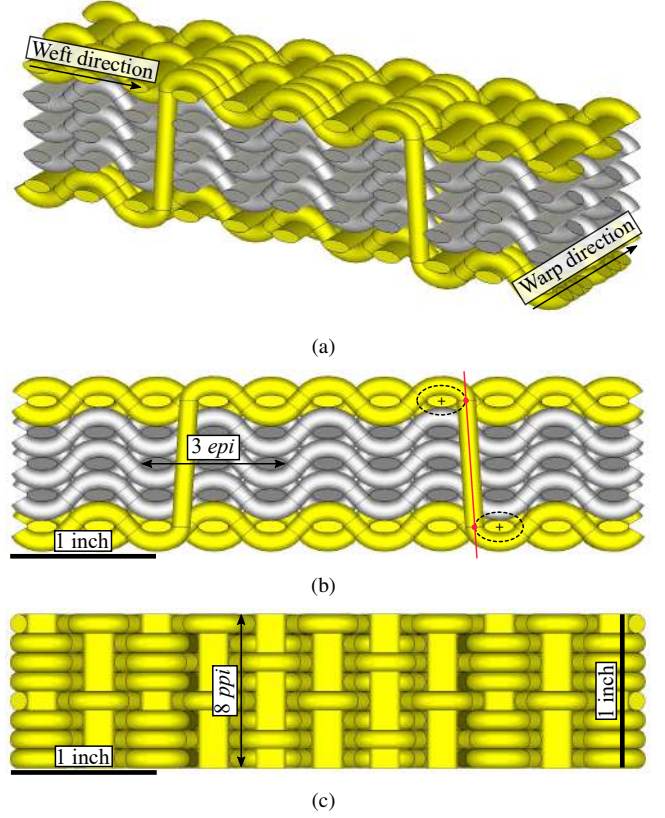 Weft direction
Warp direction
(a)
3 epi
1 inch
(b)
8 ppi
1 inch
1 inch
(c)